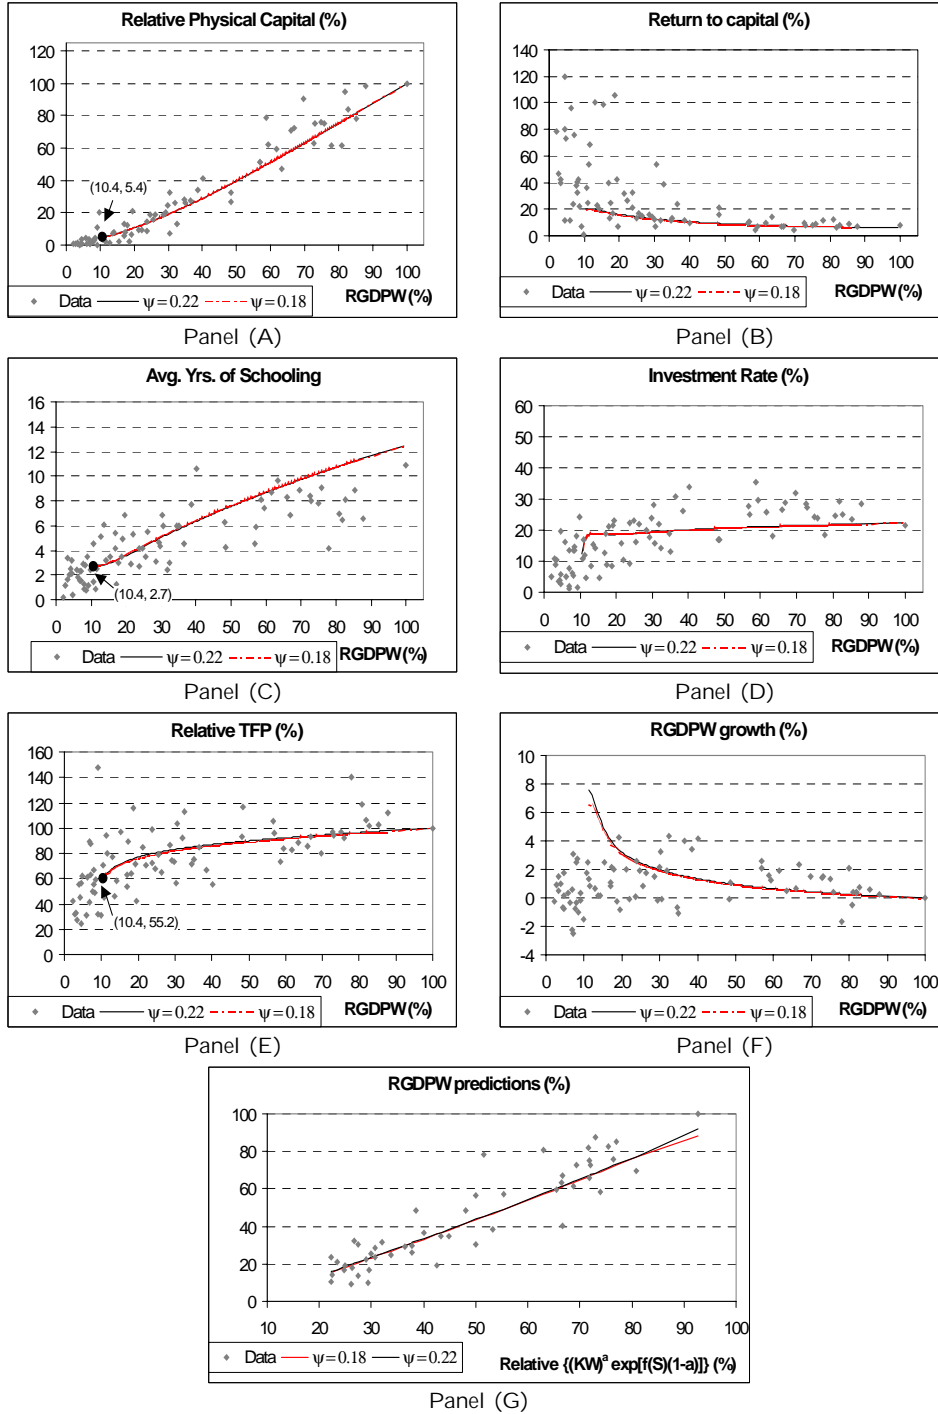 Relative Physical Capital (%)
120
100
80
60
40
20
0
(10.4, 5.4)
0 10 20 30 40 50 60 70 80 90 100
Data ψ = 0.22 ψ = 0.18 RGDPW (%)
Panel (A)
Return to capital
140
120
100
80
60
40
20
0
0 10 20 30 40 50 60 70 80 90 100
Data ψ = 0.22 ψ = 0.18 RGDPW (%)
Panel (B)
Avg. Yrs. of Schooling
16
14
12
10
8
6
4
2
0
(10.4, 2.7)
0 10 20 30 40 50 60 70 80 90 100
Data ψ = 0.22 ψ = 0.18 RGDPW (%)
Panel (C)
Investment Rate (%)
60
50
40
30
20
10
0
0 10 20 30 40 50 60 70 80 90 100
Data ψ = 0.22 ψ = 0.18 RGDPW (%)
Panel (D)
Relative TFP (%)
160
140
120
100
80
60
40
20
0
(10.4, 55.2)
0 10 20 30 40 50 60 70 80 90 100
Data ψ = 0.22 ψ = 0.18 RGDPW (%)
Panel (E)
RGDPW growth (%)
10
8
6
4
2
0
-2
-4
0 10 20 30 40 50 60 70 80 90 100
Data ψ = 0.22 ψ = 0.18 RGDPW (%)
Panel (F)
RGDPW predictions (%)
100
80
60
40
20
0
10 20 30 40 50 60 70 80 90 100
Data ψ = 0.18 ψ = 0.22 Relative {(KW)ᵃ exp[f(S)(1-a)]} (%)
Panel (G)